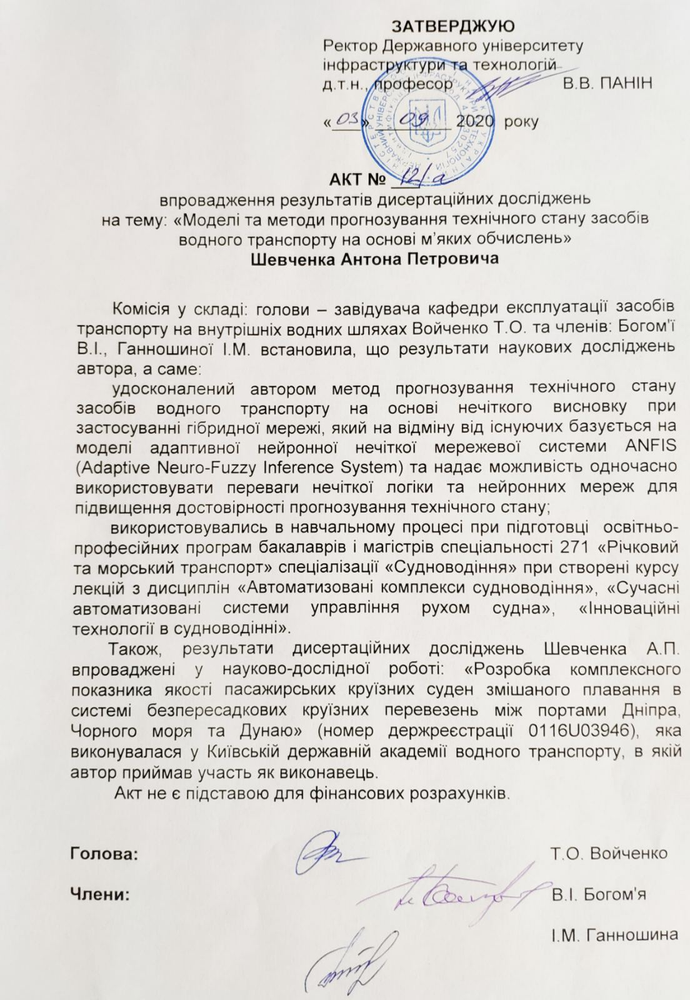 ЗАТВЕРДЖУЮ
Ректор Державного університету
інфраструктури та технологій
д.т.н., професор В.В. ПАНІН
«03» 09 2020 року
АКТ № 12/а
впровадження результатів дисертаційних досліджень
на тему: «Моделі та методи прогнозування технічного стану засобів
водного транспорту на основі м’яких обчислень»
Шевченка Антона Петровича
Комісія у складі: голови – завідувача кафедри експлуатації засобів
транспорту на внутрішніх водних шляхах Войченко Т.О. та членів: Богом'ї
В.І., Ганношиної І.М. встановила, що результати наукових досліджень
автора, а саме:
удосконалений автором метод прогнозування технічного стану
засобів водного транспорту на основі нечіткого висновку при
застосуванні гібридної мережі, який на відміну від існуючих базується на
моделі адаптивної нейронної нечіткої мережевої системи ANFIS
(Adaptive Neuro-Fuzzy Inference System) та надає можливість одночасно
використовувати переваги нечіткої логіки та нейронних мереж для
підвищення достовірності прогнозування технічного стану;
використовувались в навчальному процесі при підготовці освітньо-
професійних програм бакалаврів і магістрів спеціальності 271 «Річковий
та морський транспорт» спеціалізації «Судноводіння» при створені курсу
лекцій з дисциплін «Автоматизовані комплекси судноводіння», «Сучасні
автоматизовані системи управління рухом судна», «Інноваційні
технології в судноводінні».
Також, результати дисертаційних досліджень Шевченка А.П.
впроваджені у науково-дослідної роботі: «Розробка комплексного
показника якості пасажирських круїзних суден змішаного плавання в
системі безпересадкових круїзних перевезень між портами Дніпра,
Чорного моря та Дунаю» (номер держреєстрації 0116U03946), яка
виконувалася у Київській державній академії водного транспорту, в якій
автор приймав участь як виконавець.
Акт не є підставою для фінансових розрахунків.
Голова: Т.О. Войченко
Члени: В.І. Богом'я
І.М. Ганношина